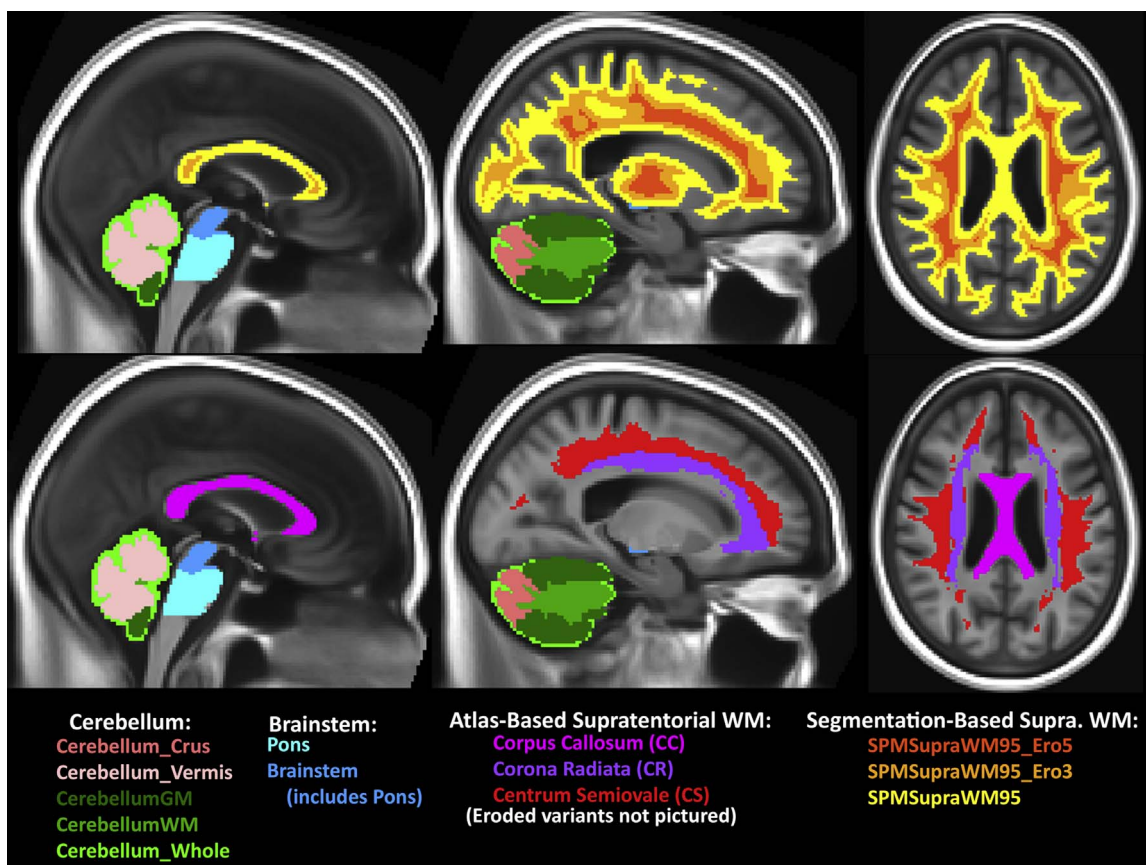 Cerebellum:
Cerebellum_Crus
Cerebellum_Vermis
CerebellumGM
CerebellumWM
Cerebellum_Whole
Brainstem:
Pons
Brainstem
(includes Pons)
Atlas-Based Supratentorial WM:
Corpus Callosum (CC)
Corona Radiata (CR)
Centrum Semiovale (CS)
(Eroded variants not pictured)
Segmentation-Based Supra. WM:
SPMSupraWM95_Ero5
SPMSupraWM95_Ero3
SPMSupraWM95